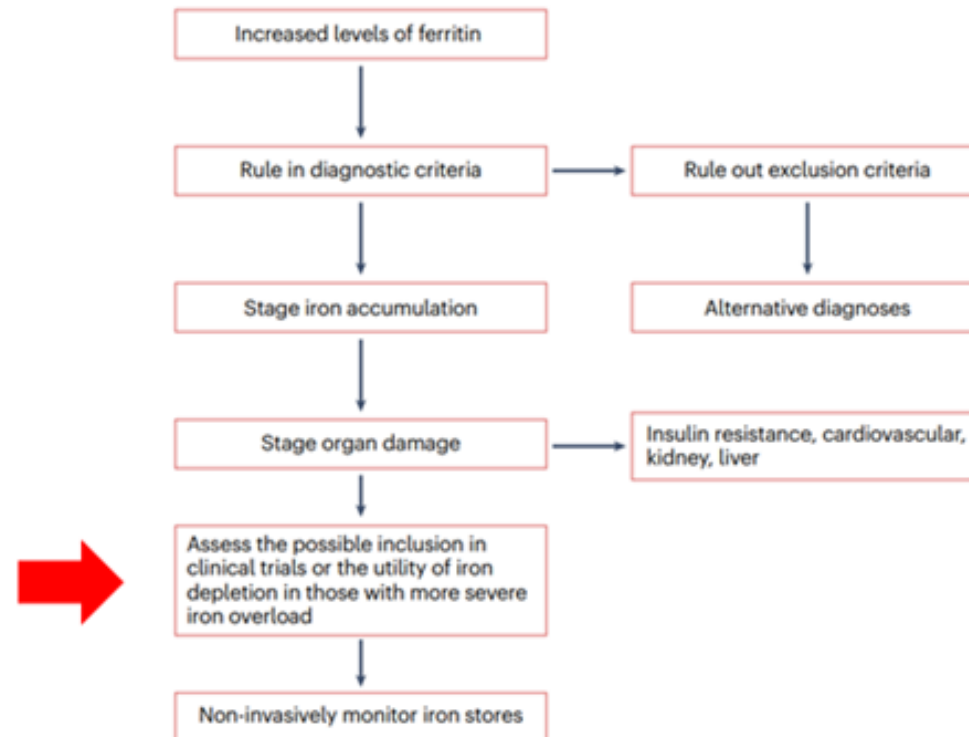 Increased levels of ferritin
Rule in diagnostic criteria
Rule out exclusion criteria
Stage iron accumulation
Alternative diagnoses
Stage organ damage
Insulin resistance, cardiovascular,
kidney, liver
Assess the possible inclusion in
clinical trials or the utility of iron
depletion in those with more severe
iron overload
Non-invasively monitor iron stores